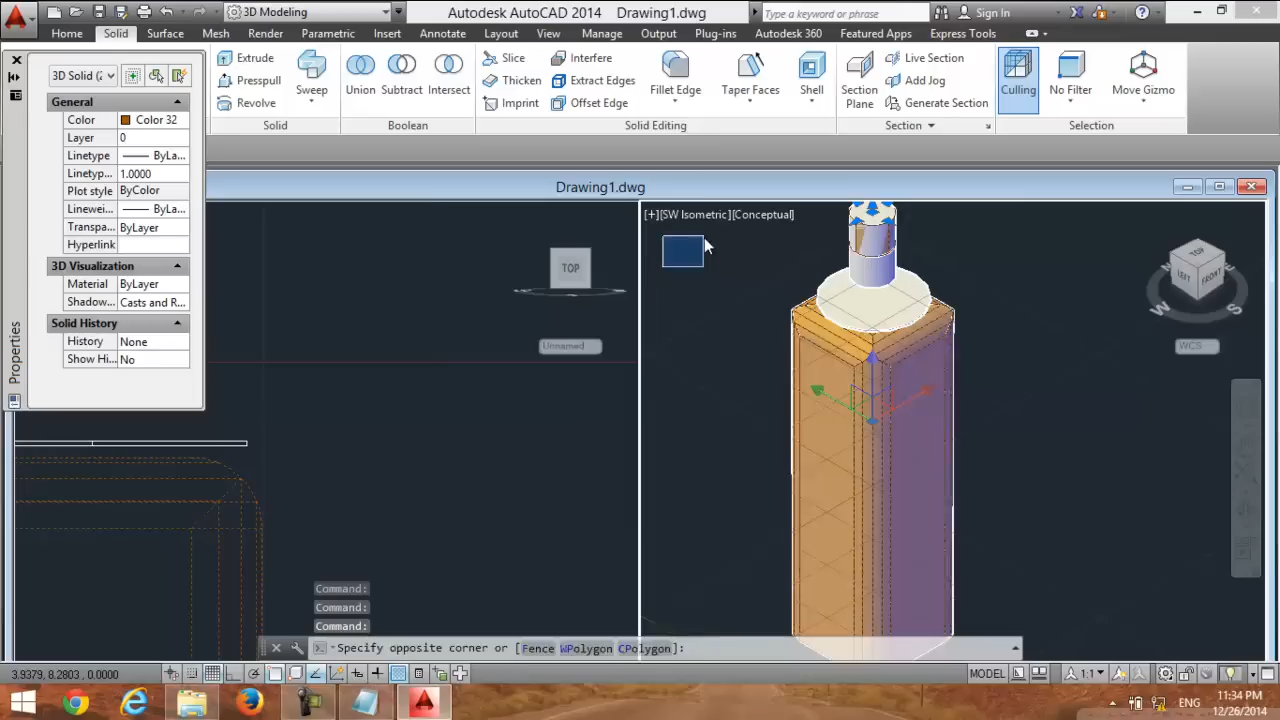 3D Modeling
Autodesk AutoCAD 2014 Drawing1.dwg
Type a keyword or phrase
Sign In
Home Solid Surface Mesh Render Parametric Insert Annotate Layout View Manage Output Plug-ins Autodesk 360 Featured Apps Express Tools
3D Solid (
Extrude
Presspull
Revolve
Sweep
Union Subtract Intersect
Slice
Thicken
Imprint
Interfere
Extract Edges
Offset Edge
Fillet Edge
Taper Faces
Shell
Section
Plane
Live Section
Add Jog
Generate Section
Culling
No Filter
Move Gizmo
Solid
Boolean
Solid Editing
Section
Selection
Properties
General
Color Color 32
Layer 0
Linetype ByLa...
Linetyp... 1.0000
Plot style ByColor
Linewei... ByLa...
Transpa... ByLayer
Hyperlink
3D Visualization
Material ByLayer
Shadow... Casts and R...
Solid History
History None
Show Hi... No
Drawing1.dwg
TOP
Unnamed
[+][SW Isometric][Conceptual]
TOP
LEFT
FRONT
W
S
WCS
Command:
Command:
Command:
Specify opposite corner or [Fence WPolygon CPolygon]:
3.9379, 8.2803, 0.0000
MODEL
1:1
ENG
11:34 PM
12/26/2014